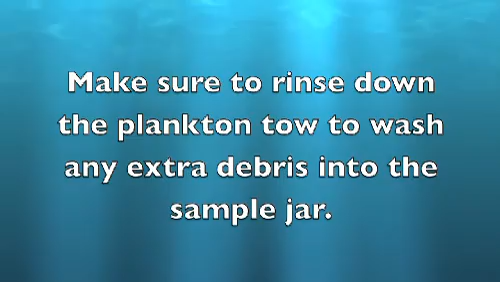 Make sure to rinse down
the plankton tow to wash
any extra debris into the
sample jar.